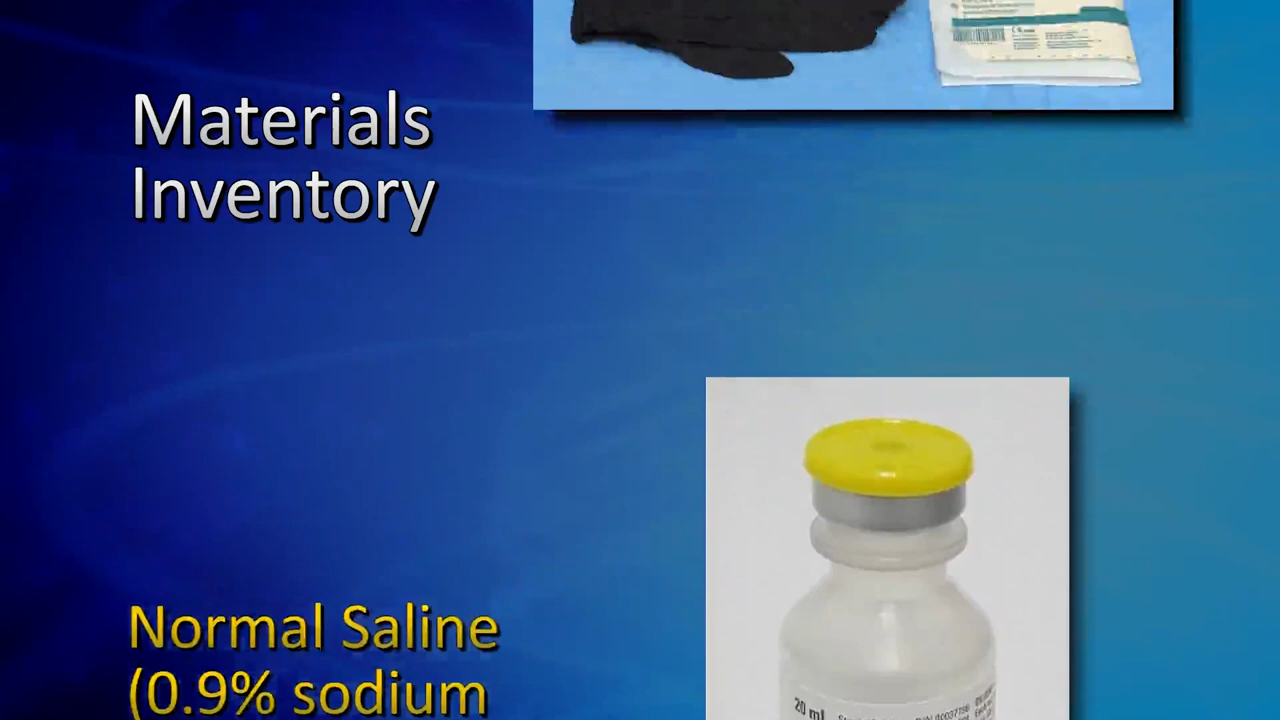 Materials
Inventory
Normal Saline
(0.9% sodium
20 ml